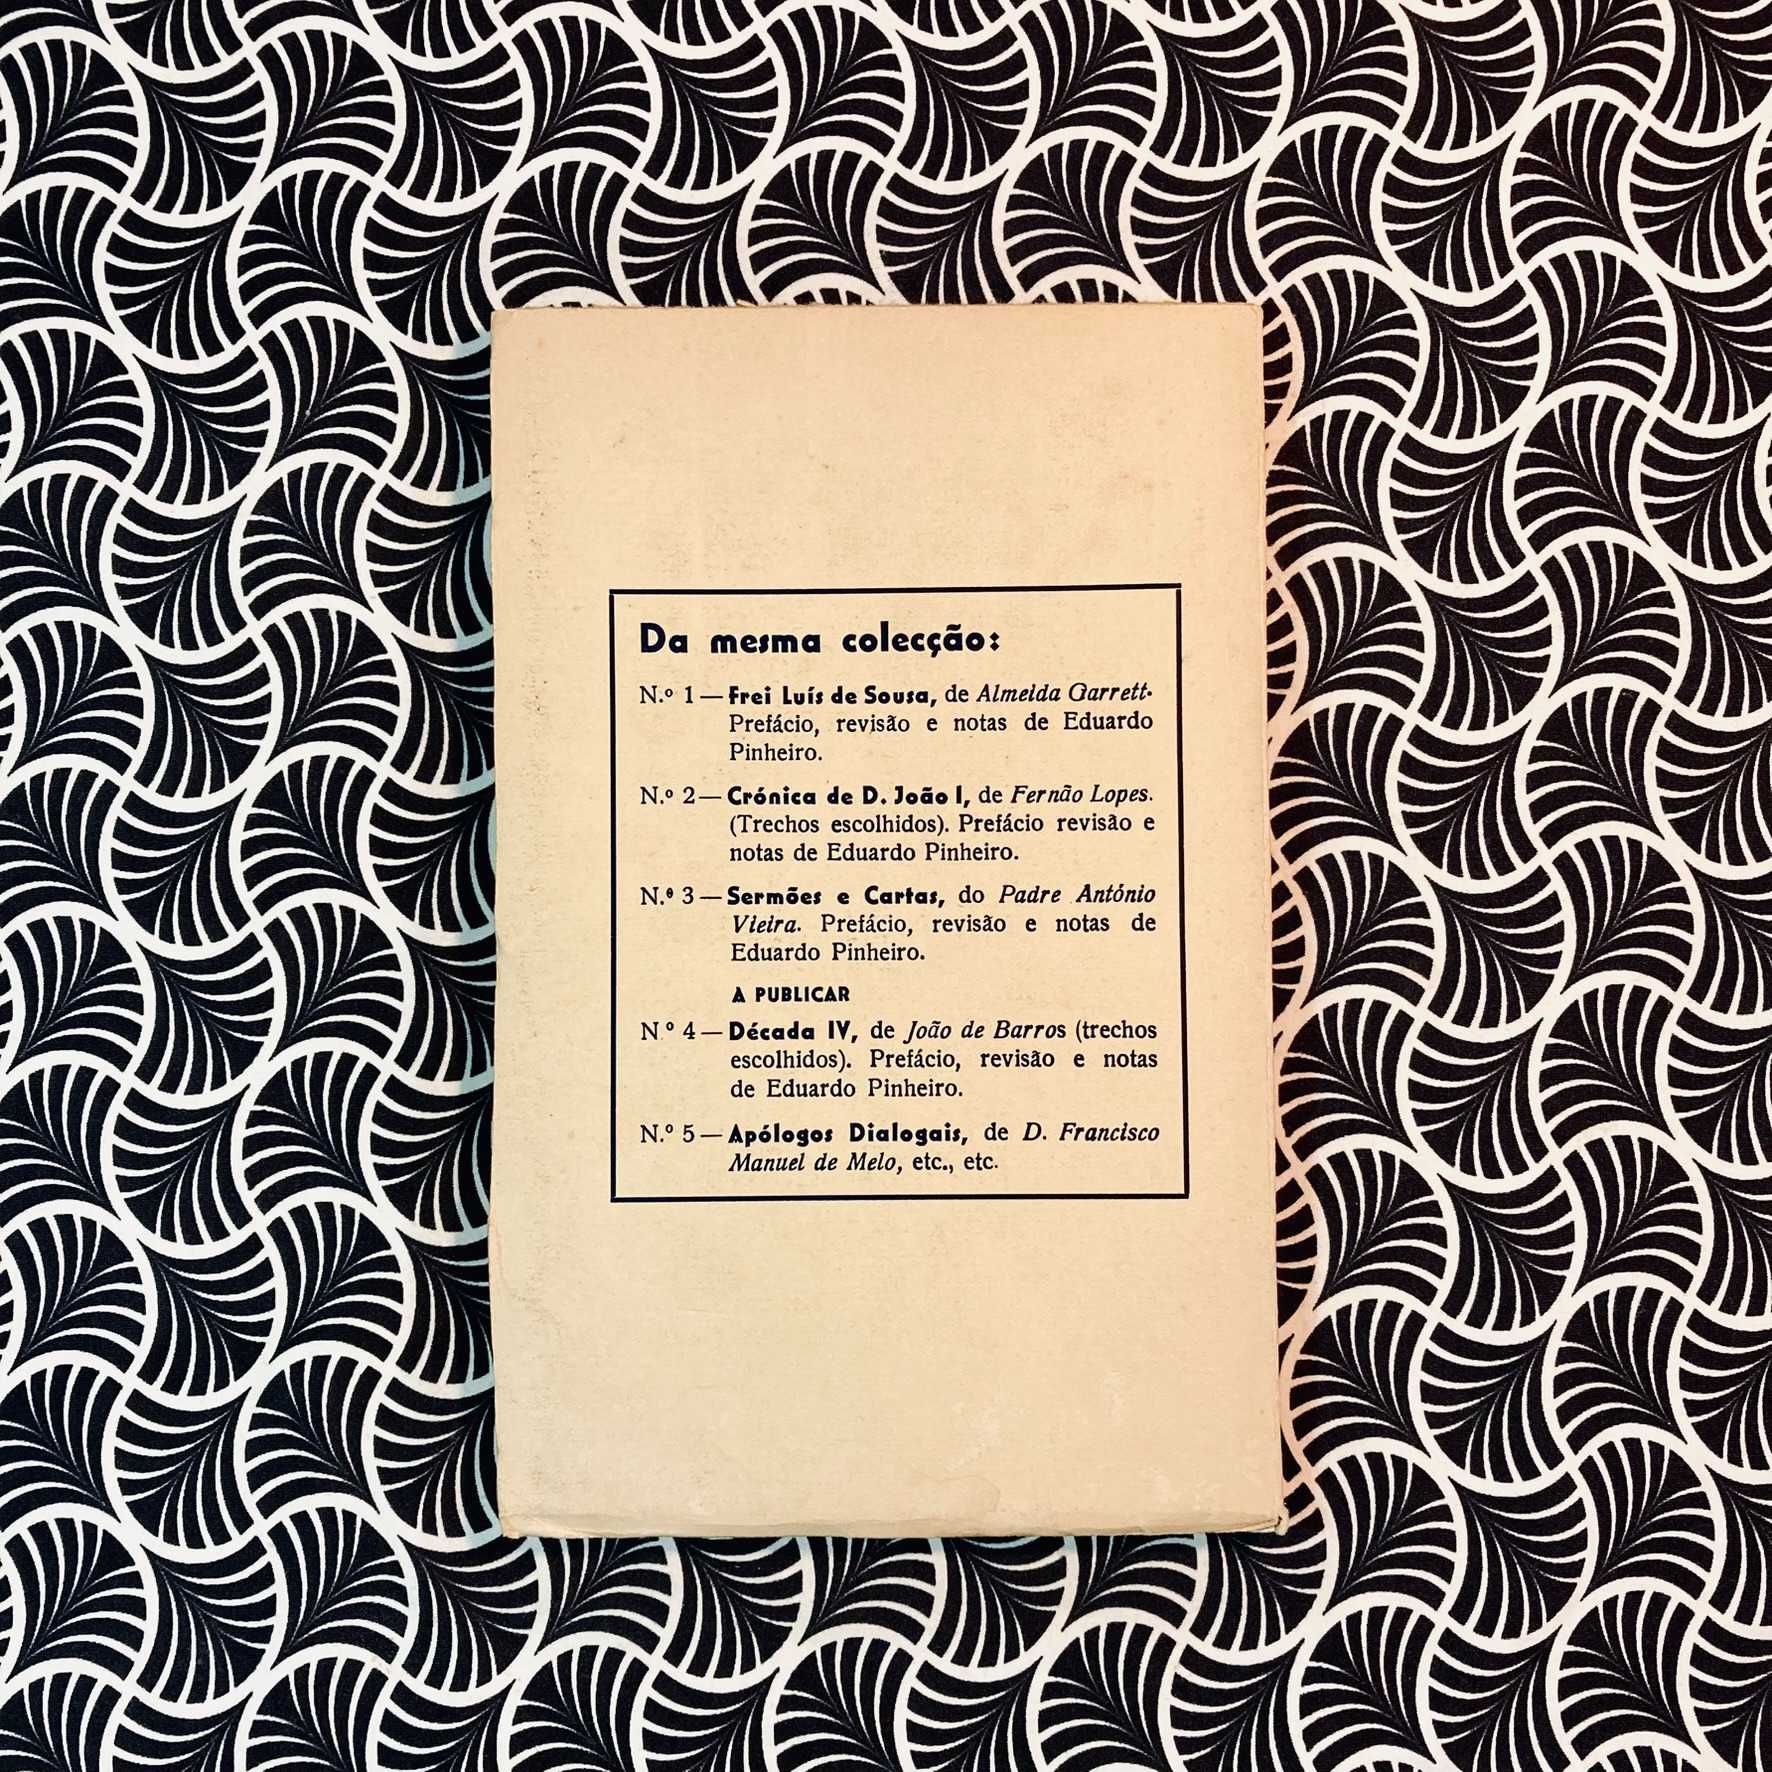 Da mesma colecção:
N.º 1 — Frei Luís de Sousa, de Almeida Garrett.
Prefácio, revisão e notas de Eduardo
Pinheiro.
N.º 2 — Crónica de D. João I, de Fernão Lopes.
(Trechos escolhidos). Prefácio revisão e
notas de Eduardo Pinheiro.
N.º 3 — Sermões e Cartas, do Padre António
Vieira. Prefácio, revisão e notas de
Eduardo Pinheiro.
A PUBLICAR
N º 4 — Década IV, de João de Barros (trechos
escolhidos). Prefácio, revisão e notas
de Eduardo Pinheiro.
N.º 5 — Apólogos Dialogais, de D. Francisco
Manuel de Melo, etc., etc.